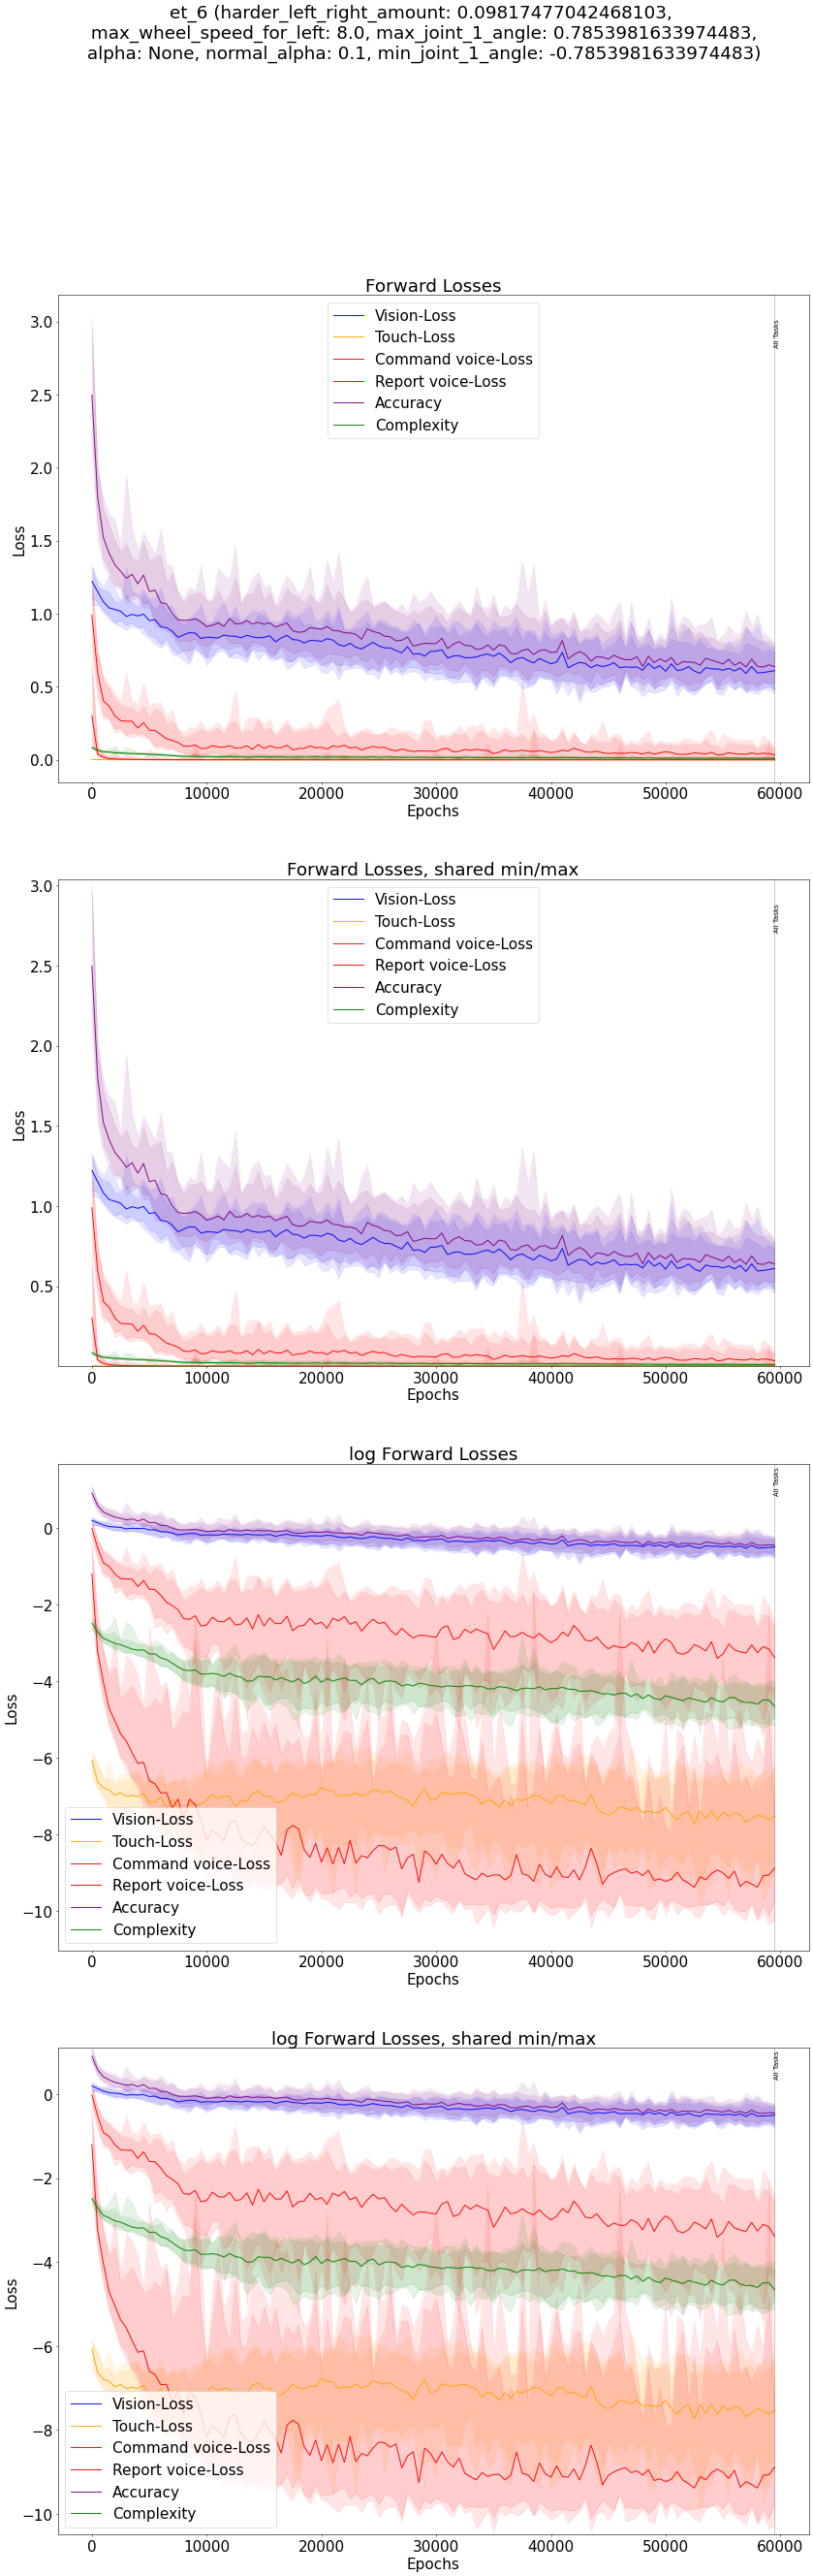 et_6 (harder_left_right_amount: 0.09817477042468103,
max_wheel_speed_for_left: 8.0, max_joint_1_angle: 0.7853981633974483,
alpha: None, normal_alpha: 0.1, min_joint_1_angle: -0.7853981633974483)
Forward Losses
3.0
2.5
2.0
1.5
1.0
0.5
0.0
Loss
Vision-Loss
Touch-Loss
Command voice-Loss
Report voice-Loss
Accuracy
Complexity
All Tasks
0 10000 20000 30000 40000 50000 60000
Epochs
Forward Losses, shared min/max
3.0
2.5
2.0
1.5
1.0
0.5
Loss
Vision-Loss
Touch-Loss
Command voice-Loss
Report voice-Loss
Accuracy
Complexity
All Tasks
0 10000 20000 30000 40000 50000 60000
Epochs
log Forward Losses
0
−2
−4
−6
−8
−10
Loss
Vision-Loss
Touch-Loss
Command voice-Loss
Report voice-Loss
Accuracy
Complexity
All Tasks
0 10000 20000 30000 40000 50000 60000
Epochs
log Forward Losses, shared min/max
0
−2
−4
−6
−8
−10
Loss
Vision-Loss
Touch-Loss
Command voice-Loss
Report voice-Loss
Accuracy
Complexity
All Tasks
0 10000 20000 30000 40000 50000 60000
Epochs